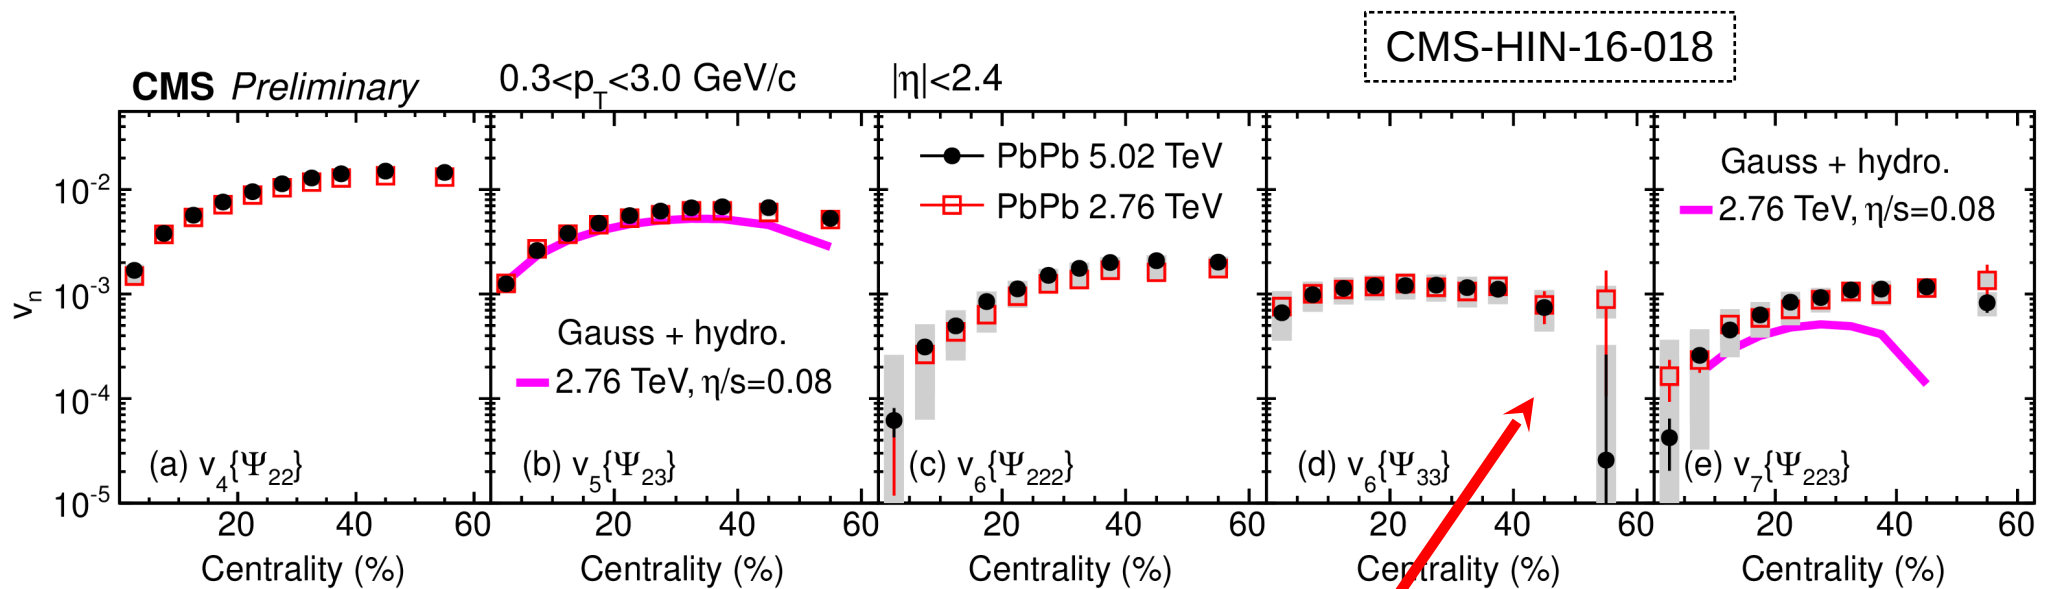 CMS-HIN-16-018
CMS Preliminary
0.3<p_T<3.0 GeV/c
|η|<2.4
v_n
10^-2
10^-3
10^-4
10^-5
(a) v_4{Ψ_22}
Gauss + hydro.
2.76 TeV, η/s=0.08
(b) v_5{Ψ_23}
PbPb 5.02 TeV
PbPb 2.76 TeV
(c) v_6{Ψ_222}
(d) v_6{Ψ_33}
Gauss + hydro.
2.76 TeV, η/s=0.08
(e) v_7{Ψ_223}
20 40 60 20 40 60 20 40 60 20 40 60 20 40 60
Centrality (%) Centrality (%) Centrality (%) Centrality (%) Centrality (%)